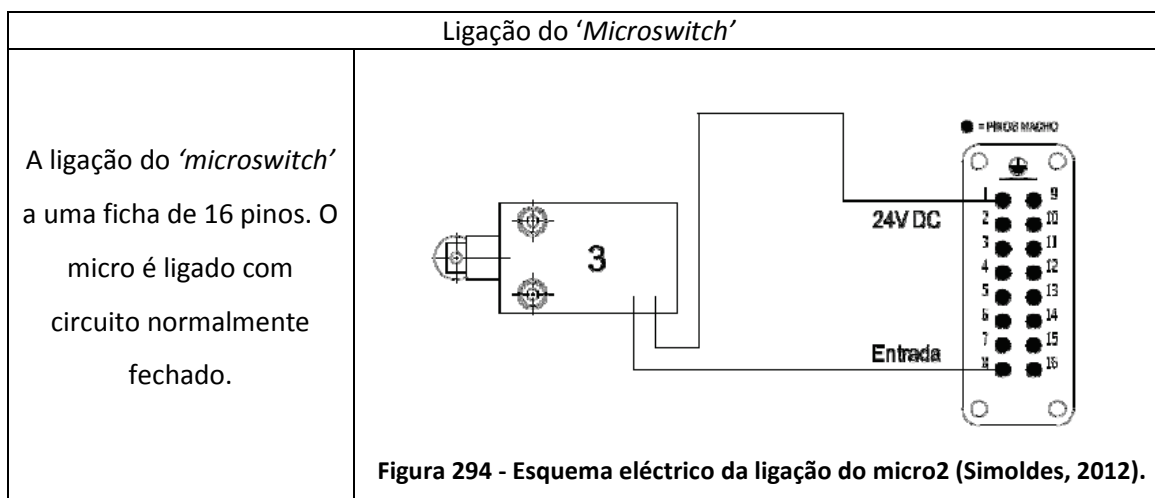 Ligação do ‘Microswitch’
A ligação do ‘microswitch’
a uma ficha de 16 pinos. O
micro é ligado com
circuito normalmente
fechado.
= PINOS MACHO
1 9
24V DC 2 10
3 3 11
4 12
5 13
6 14
7 15
Entrada 8 16
Figura 294 - Esquema eléctrico da ligação do micro2 (Simoldes, 2012).